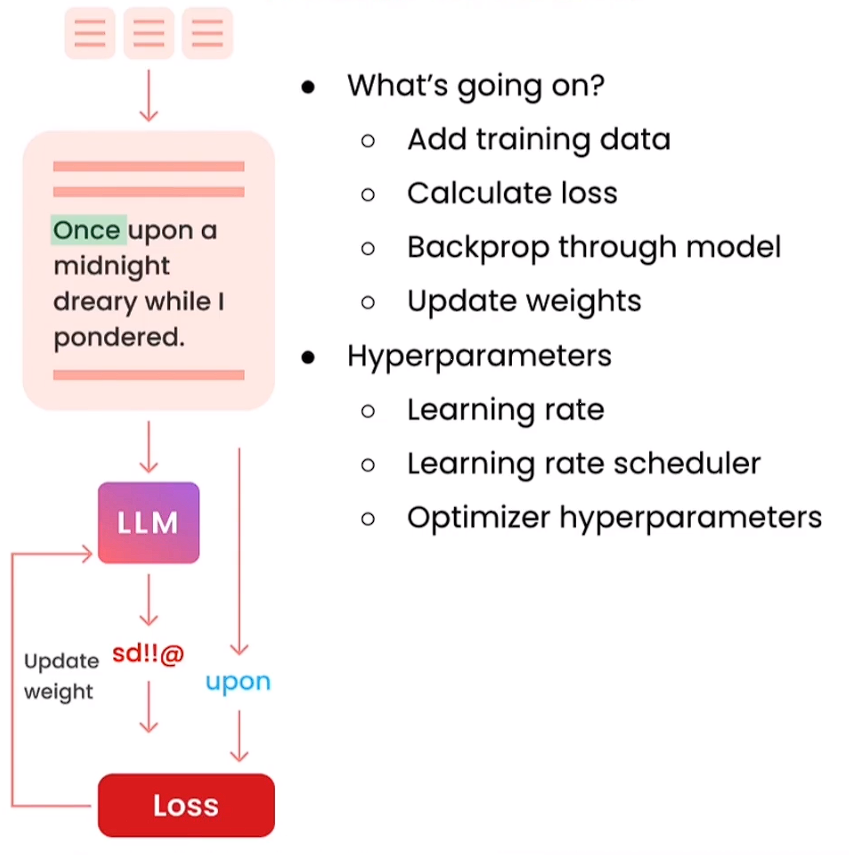 Once upon a
midnight
dreary while I
pondered.
LLM
sd!!@
Update
weight
upon
Loss
● What's going on?
○ Add training data
○ Calculate loss
○ Backprop through model
○ Update weights
● Hyperparameters
○ Learning rate
○ Learning rate scheduler
○ Optimizer hyperparameters